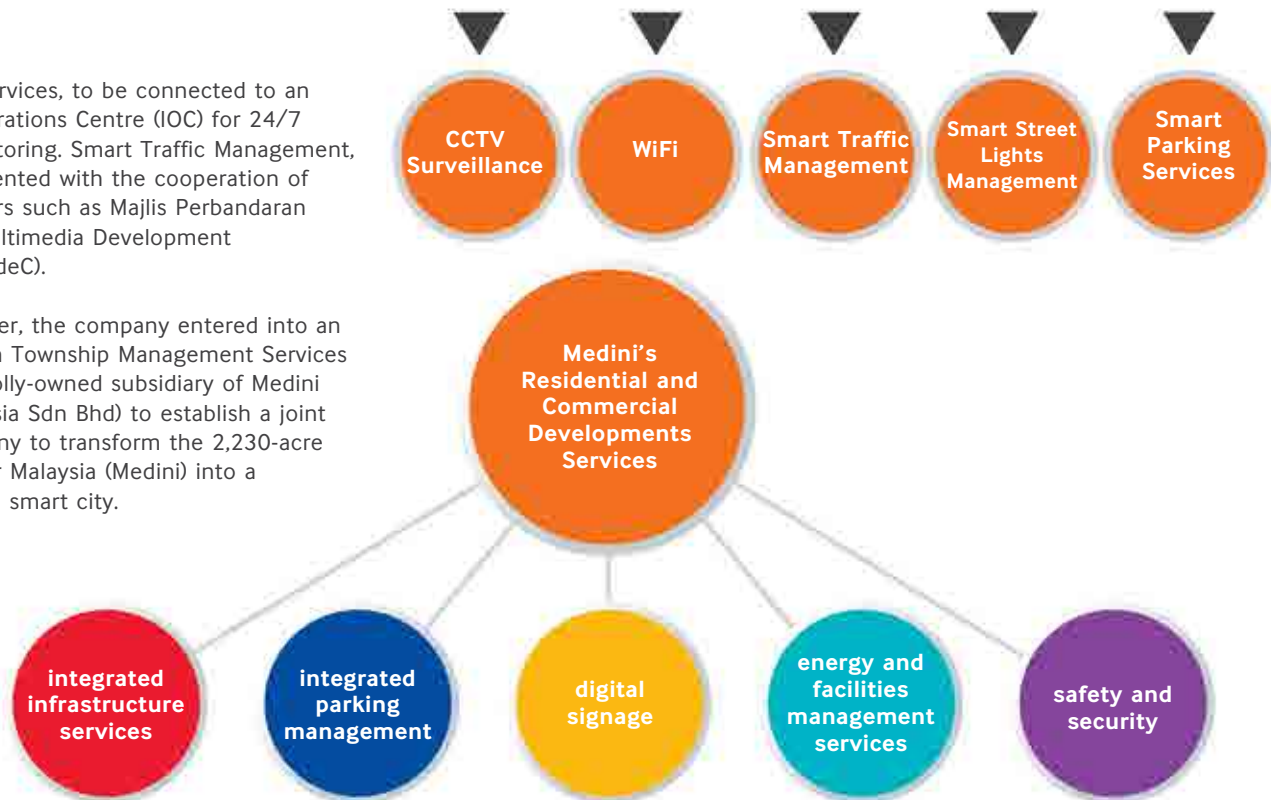 rvices, to be connected to an
rations Centre (IOC) for 24/7
toring. Smart Traffic Management,
ented with the cooperation of
rs such as Majlis Perbandaran
ltimedia Development
deC).
er, the company entered into an
Township Management Services
olly-owned subsidiary of Medini
sia Sdn Bhd) to establish a joint
ny to transform the 2,230-acre
r Malaysia (Medini) into a
smart city.
CCTV
Surveillance
WiFi
Smart Traffic
Management
Smart Street
Lights
Management
Smart
Parking
Services
Medini’s
Residential and
Commercial
Developments
Services
integrated
infrastructure
services
integrated
parking
management
digital
signage
energy and
facilities
management
services
safety and
security